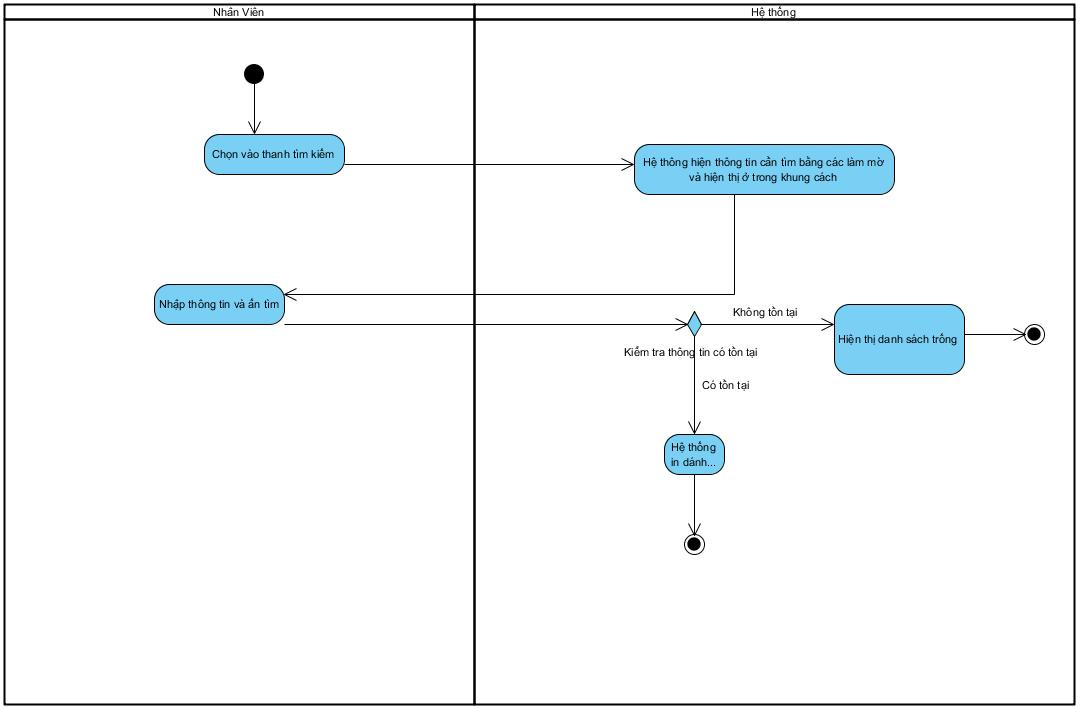 Nhân Viên
Hệ thống
Chọn vào thanh tìm kiếm
Hệ thông hiện thông tin cần tìm bằng các làm mờ
và hiện thị ở trong khung cách
Nhập thông tin và ấn tìm
Không tồn tại
Hiện thị danh sách trống
Kiểm tra thông tin có tồn tại
Có tồn tại
Hệ thống
in dánh...